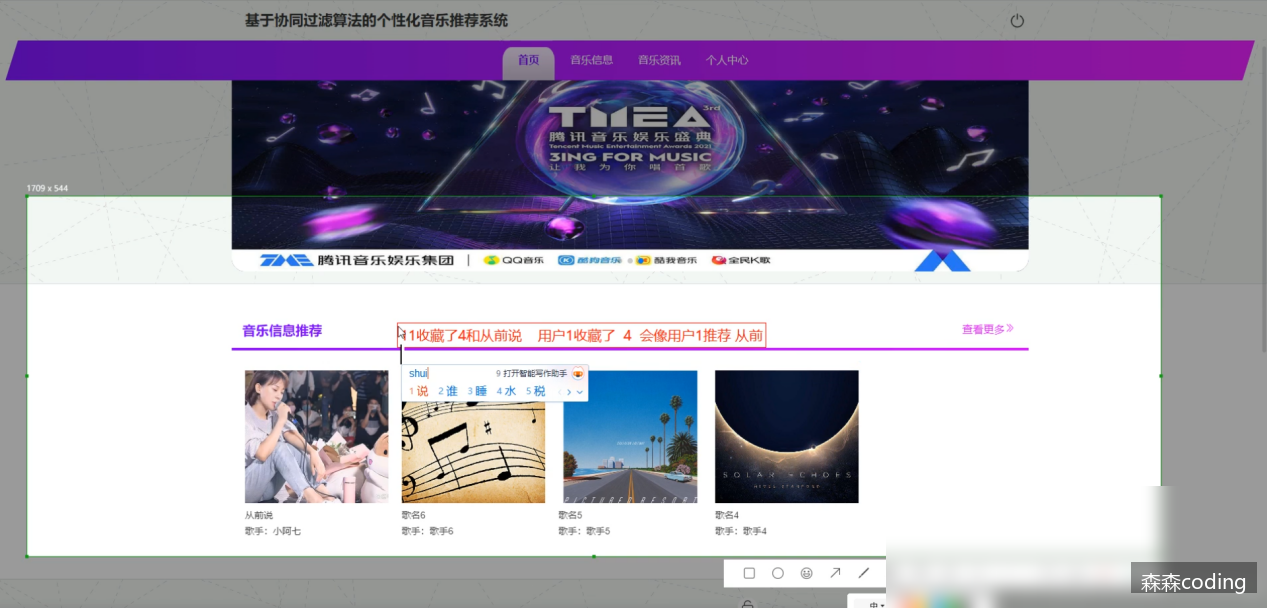 基于协同过滤算法的个性化音乐推荐系统
首页 音乐信息 音乐资讯 个人中心
3rd
TMEA
腾讯音乐娱乐盛典
Tencent Music Entertainment Awards 2021
3ING FOR MUSIC
让我为你唱首歌
1709 x 544
TME 腾讯音乐娱乐集团 | QQ音乐 酷狗音乐 酷我音乐 全民K歌
音乐信息推荐
11收藏了4和从前说 用户1收藏了 4 会像用户1推荐 从前
查看更多
shui 9 打开智能写作助手
1 说 2 谁 3 睡 4 水 5 税
SOLAR ECHOES
从前说 歌名6 歌名5 歌名4
歌手：小阿七 歌手：歌手6 歌手：歌手5 歌手：歌手4
森森coding
中